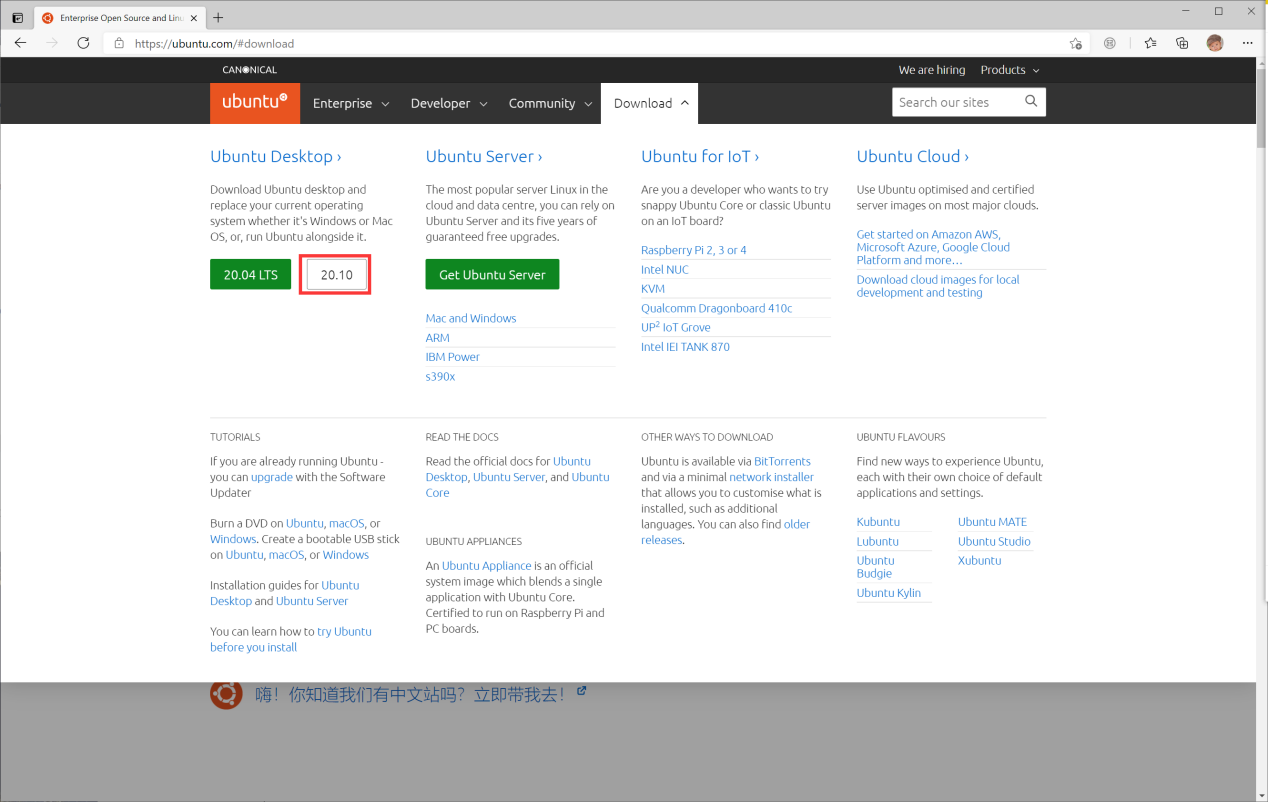 Enterprise Open Source and Linu
https://ubuntu.com/#download
CANONICAL
We are hiring Products
ubuntu
Enterprise Developer Community Download
Search our sites
Ubuntu Desktop ›
Download Ubuntu desktop and
replace your current operating
system whether it's Windows or Mac
OS, or, run Ubuntu alongside it.
20.04 LTS 20.10
Ubuntu Server ›
The most popular server Linux in the
cloud and data centre, you can rely on
Ubuntu Server and its five years of
guaranteed free upgrades.
Get Ubuntu Server
Mac and Windows
ARM
IBM Power
s390x
Ubuntu for IoT ›
Are you a developer who wants to try
snappy Ubuntu Core or classic Ubuntu
on an IoT board?
Raspberry Pi 2, 3 or 4
Intel NUC
KVM
Qualcomm Dragonboard 410c
UP² IoT Grove
Intel IEI TANK 870
Ubuntu Cloud ›
Use Ubuntu optimised and certified
server images on most major clouds.
Get started on Amazon AWS,
Microsoft Azure, Google Cloud
Platform and more…
Download cloud images for local
development and testing
TUTORIALS
If you are already running Ubuntu -
you can upgrade with the Software
Updater
Burn a DVD on Ubuntu, macOS, or
Windows. Create a bootable USB stick
on Ubuntu, macOS, or Windows
Installation guides for Ubuntu
Desktop and Ubuntu Server
You can learn how to try Ubuntu
before you install
READ THE DOCS
Read the official docs for Ubuntu
Desktop, Ubuntu Server, and Ubuntu
Core
UBUNTU APPLIANCES
An Ubuntu Appliance is an official
system image which blends a single
application with Ubuntu Core.
Certified to run on Raspberry Pi and
PC boards.
OTHER WAYS TO DOWNLOAD
Ubuntu is available via BitTorrents
and via a minimal network installer
that allows you to customise what is
installed, such as additional
languages. You can also find older
releases.
UBUNTU FLAVOURS
Find new ways to experience Ubuntu,
each with their own choice of default
applications and settings.
Kubuntu
Lubuntu
Ubuntu
Budgie
Ubuntu Kylin
Ubuntu MATE
Ubuntu Studio
Xubuntu
嗨！你知道我们有中文站吗？立即带我去！